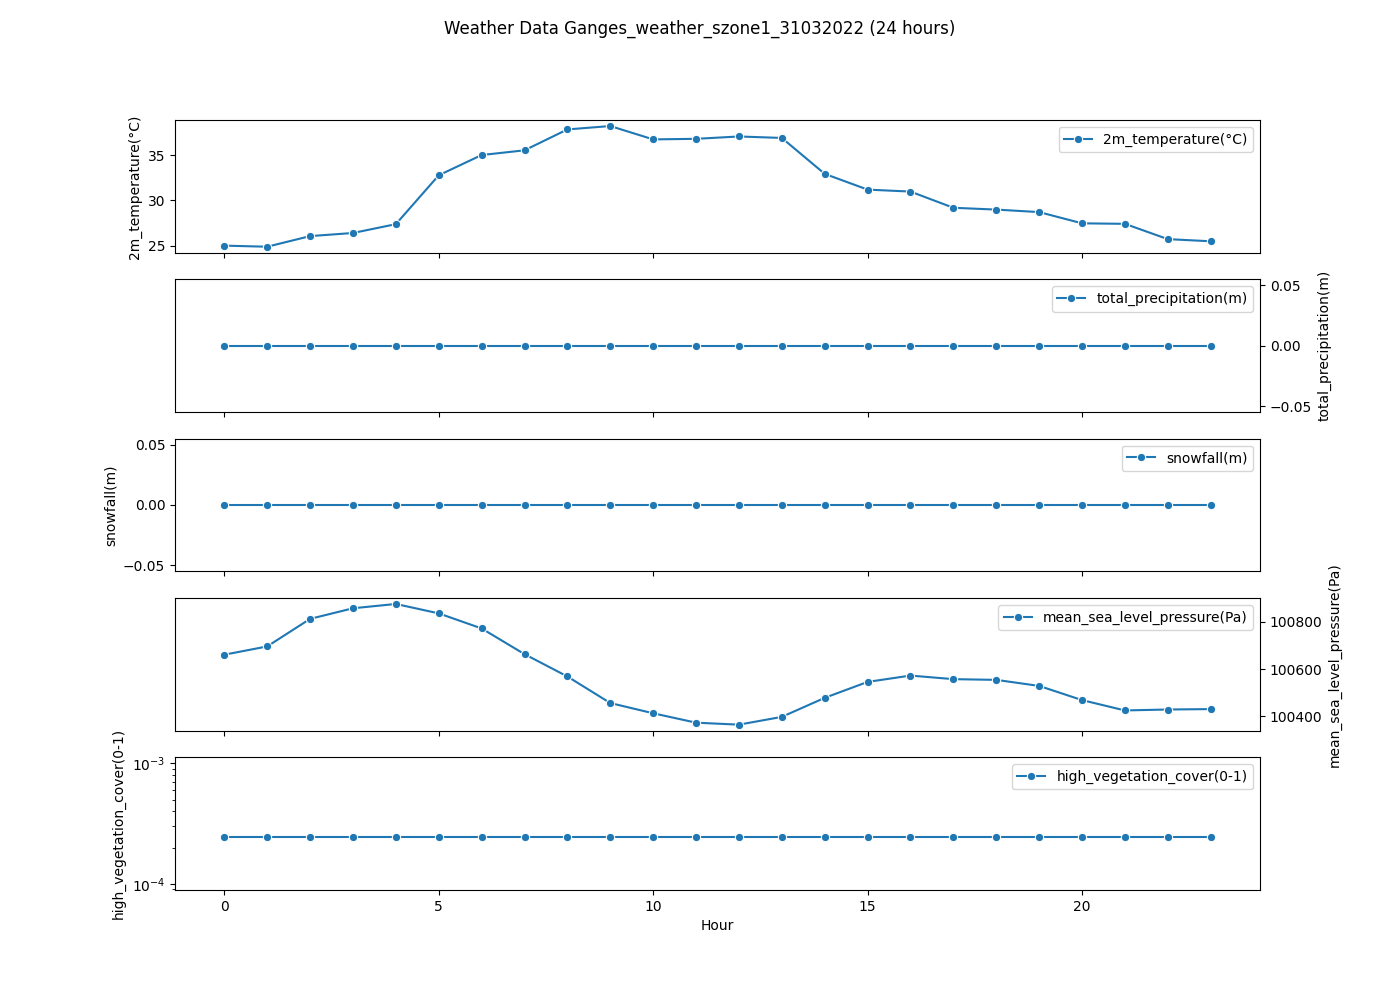 Weather Data Ganges_weather_szone1_31032022 (24 hours)
2m_temperature(°C)
35
30
25
2m_temperature(°C)
total_precipitation(m)
0.05
0.00
−0.05
total_precipitation(m)
snowfall(m)
0.05
0.00
−0.05
snowfall(m)
mean_sea_level_pressure(Pa)
100800
100600
100400
mean_sea_level_pressure(Pa)
high_vegetation_cover(0-1)
10⁻³
10⁻⁴
high_vegetation_cover(0-1)
0 5 10 15 20
Hour